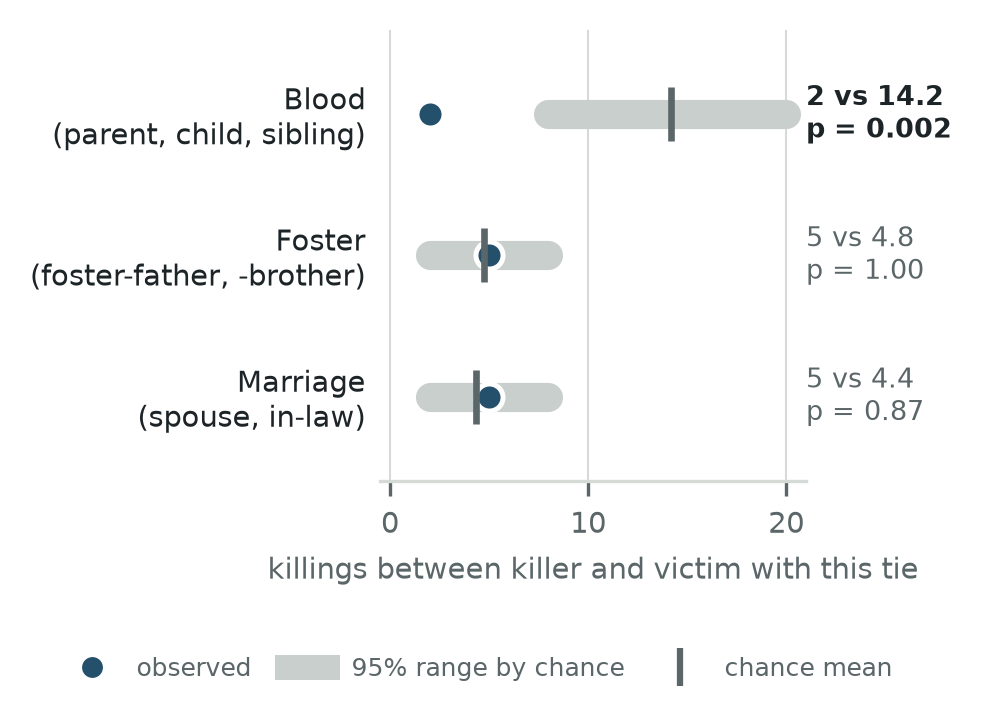 Blood
(parent, child, sibling)
2 vs 14.2
p = 0.002
Foster
(foster-father, -brother)
5 vs 4.8
p = 1.00
Marriage
(spouse, in-law)
5 vs 4.4
p = 0.87
0 10 20
killings between killer and victim with this tie
observed 95% range by chance chance mean